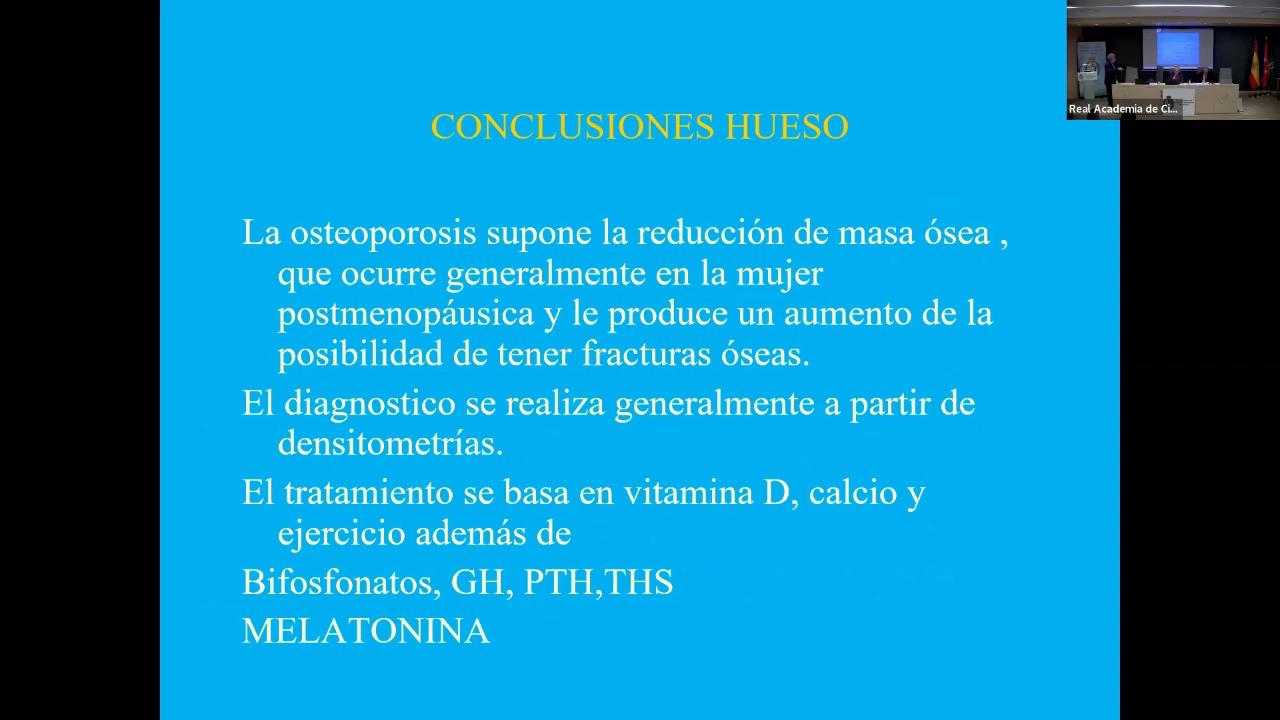 Real Academia de Ci...
CONCLUSIONES HUESO
La osteoporosis supone la reducción de masa ósea ,
que ocurre generalmente en la mujer
postmenopáusica y le produce un aumento de la
posibilidad de tener fracturas óseas.
El diagnostico se realiza generalmente a partir de
densitometrías.
El tratamiento se basa en vitamina D, calcio y
ejercicio además de
Bifosfonatos, GH, PTH,THS
MELATONINA